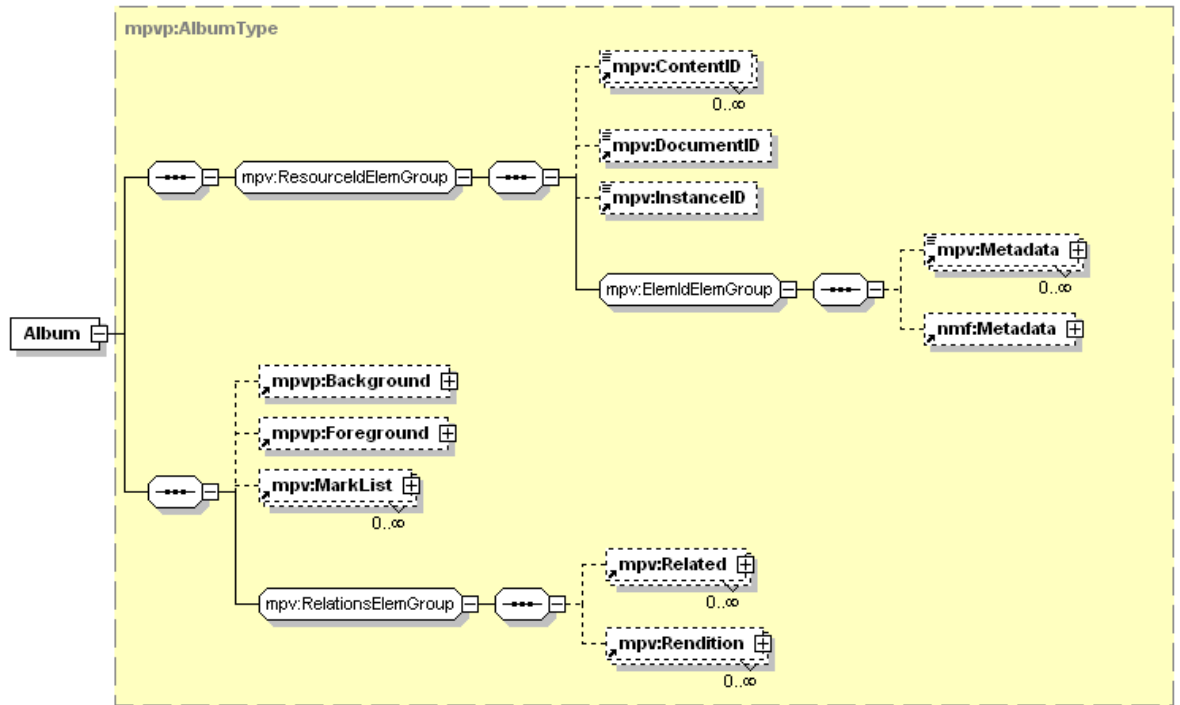 mpvp:AlbumType
mpv:ContentID
0..∞
mpv:DocumentID
mpv:ResourceIdElemGroup
mpv:InstanceID
mpv:Metadata
0..∞
mpv:ElemIdElemGroup
nmf:Metadata
Album
mpvp:Background
mpvp:Foreground
mpv:MarkList
0..∞
mpv:Related
0..∞
mpv:RelationsElemGroup
mpv:Rendition
0..∞